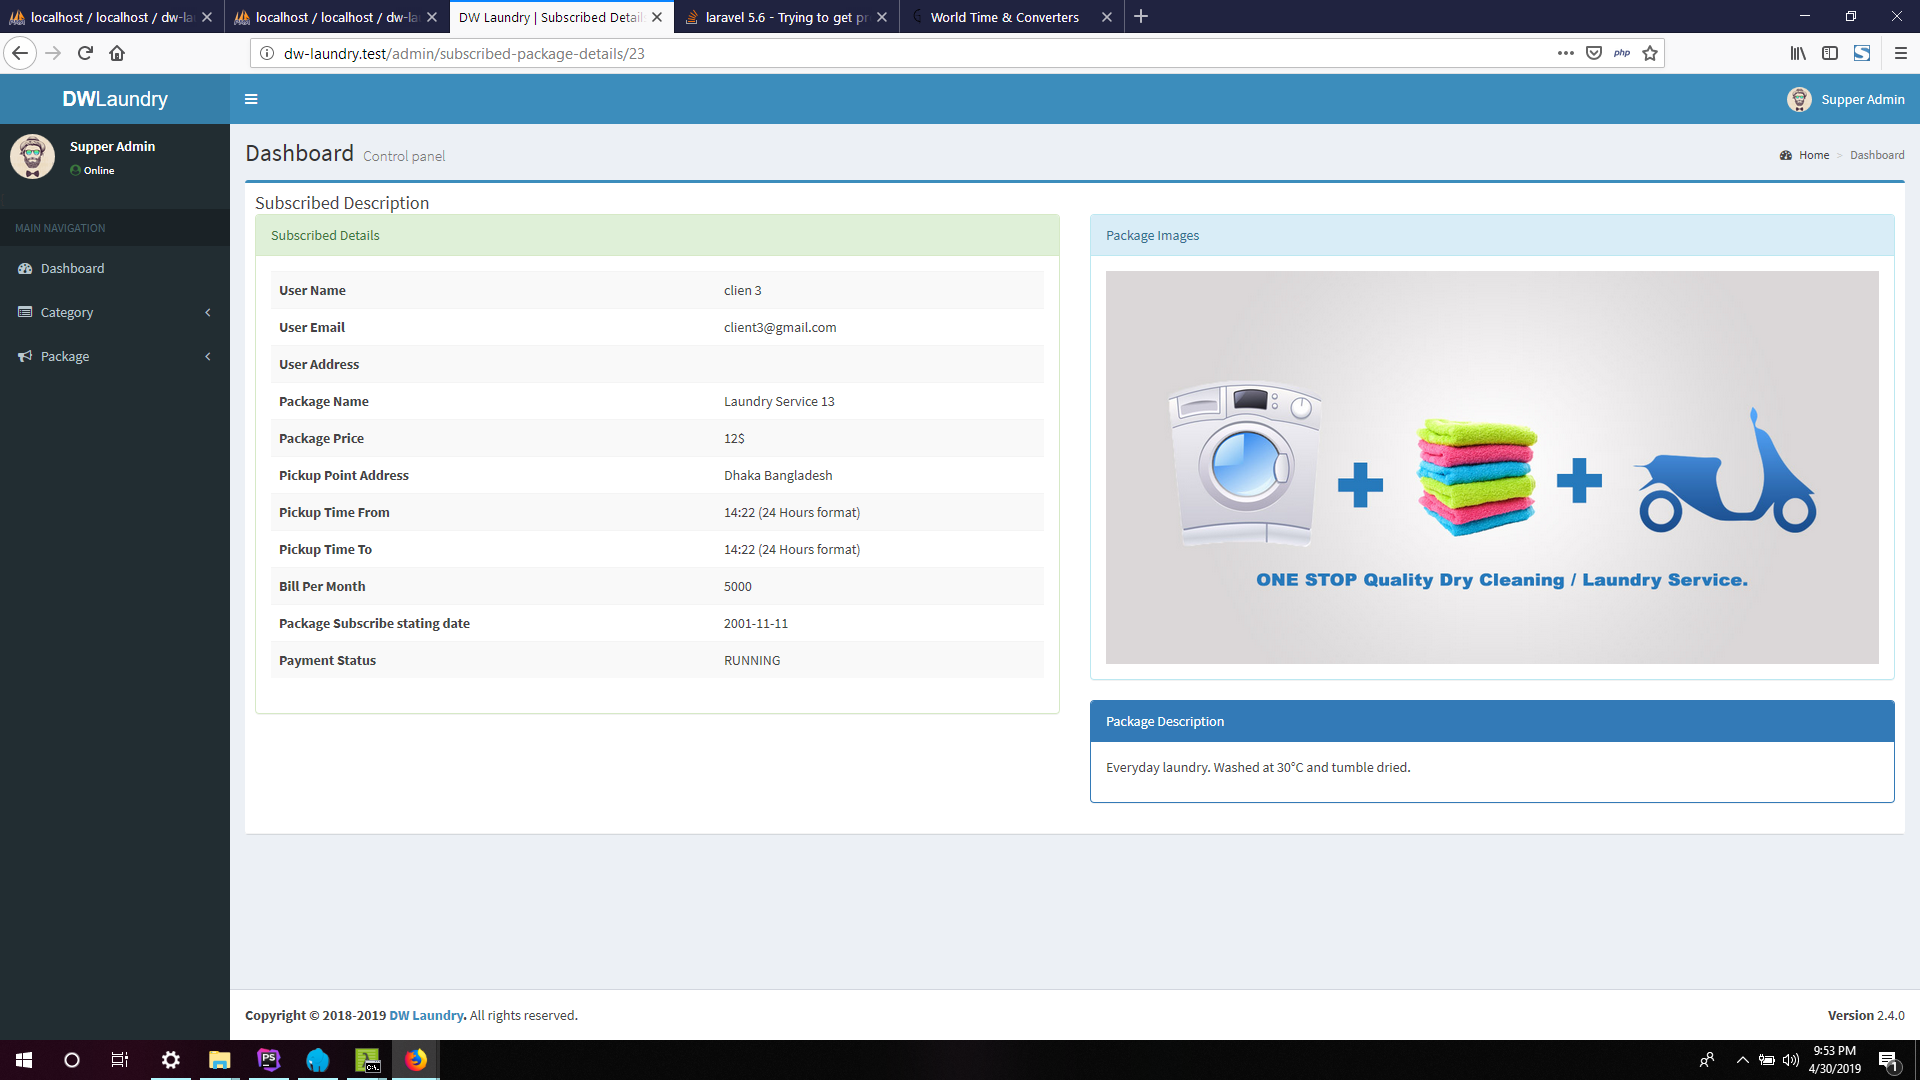 localhost / localhost / dw-la
localhost / localhost / dw-la
DW Laundry | Subscribed Detail
laravel 5.6 - Trying to get pr
World Time & Converters
dw-laundry.test/admin/subscribed-package-details/23
php
DWLaundry
Supper Admin
Supper Admin
Online
Dashboard Control panel
Home > Dashboard
MAIN NAVIGATION
Dashboard
Category
Package
Subscribed Description
Subscribed Details
User Name clien 3
User Email client3@gmail.com
User Address
Package Name Laundry Service 13
Package Price 12$
Pickup Point Address Dhaka Bangladesh
Pickup Time From 14:22 (24 Hours format)
Pickup Time To 14:22 (24 Hours format)
Bill Per Month 5000
Package Subscribe stating date 2001-11-11
Payment Status RUNNING
Package Images
ONE STOP Quality Dry Cleaning / Laundry Service.
Package Description
Everyday laundry. Washed at 30°C and tumble dried.
Copyright © 2018-2019 DW Laundry. All rights reserved.
Version 2.4.0
PS
C:\.
9:53 PM
4/30/2019
1